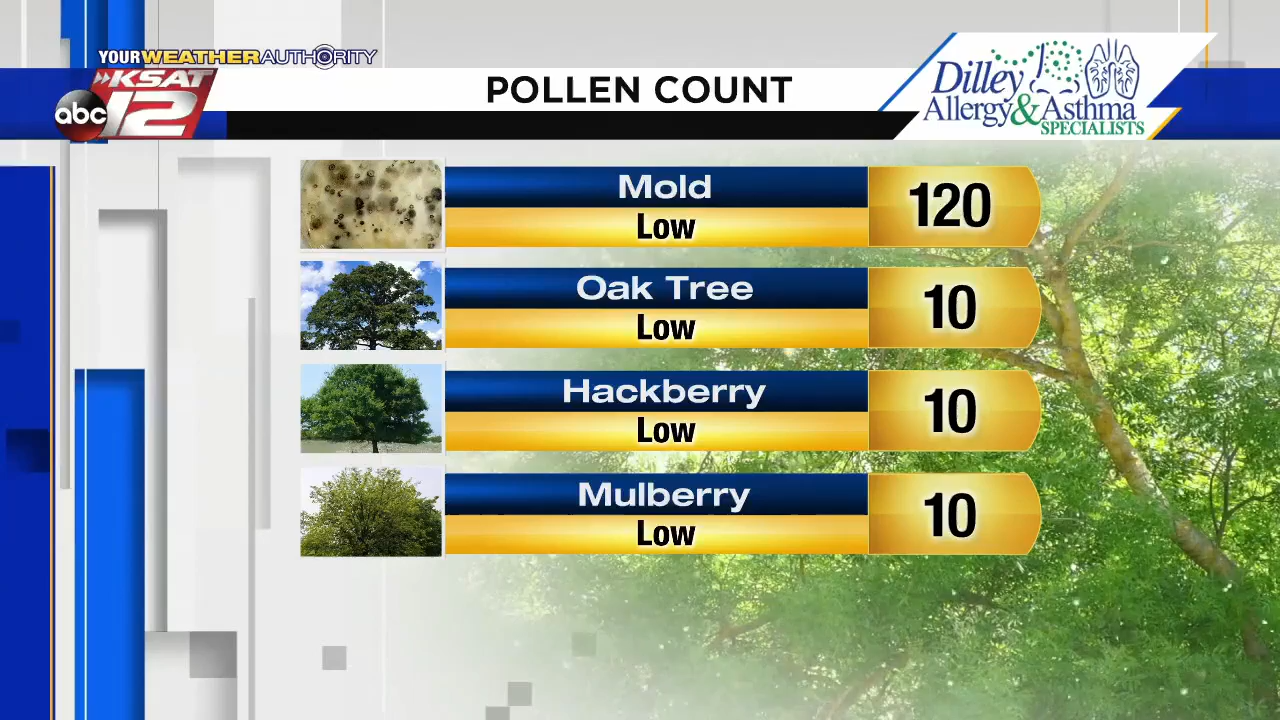 YOUR WEATHER AUTHORITY
KSAT
abc 12
POLLEN COUNT
Dilley
Allergy & Asthma
SPECIALISTS
Mold
Low
120
Oak Tree
Low
10
Hackberry
Low
10
Mulberry
Low
10